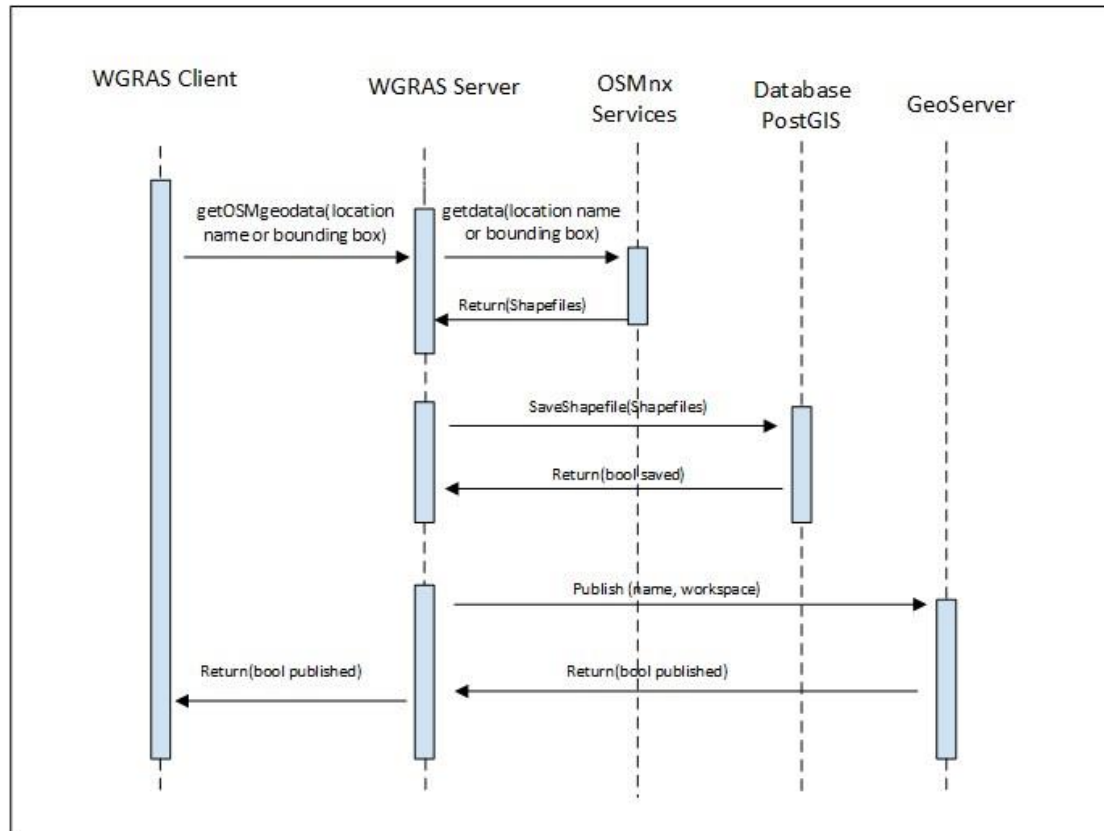 WGRAS Client
WGRAS Server
OSMnx
Services
Database
PostGIS
GeoServer
getOSMgeodata(location
name or bounding box)
getdata(location name
or bounding box)
Return(Shapefiles)
SaveShapefile(Shapefiles)
Return(bool saved)
Publish (name, workspace)
Return(bool published)
Return(bool published)